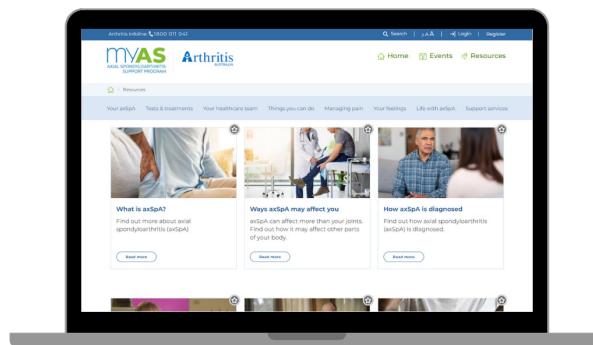 Arthritis Infoline: 1800 011 041
Search | AAA | Login | Register
myAS
AXIAL SPONDYLOARTHRITIS
SUPPORT PROGRAM
Arthritis
AUSTRALIA
Home Events Resources
Resources
Your axSpA Tests & treatments Your healthcare team Things you can do Managing pain Your feelings Life with axSpA Support services
What is axSpA?
Find out more about axial
spondyloarthritis (axSpA)
Read more
Ways axSpA may affect you
axSpA can affect more than your joints.
Find out how it may affect other parts
of your body.
Read more
How axSpA is diagnosed
Find out how axial spondyloarthritis
(axSpA) is diagnosed.
Read more